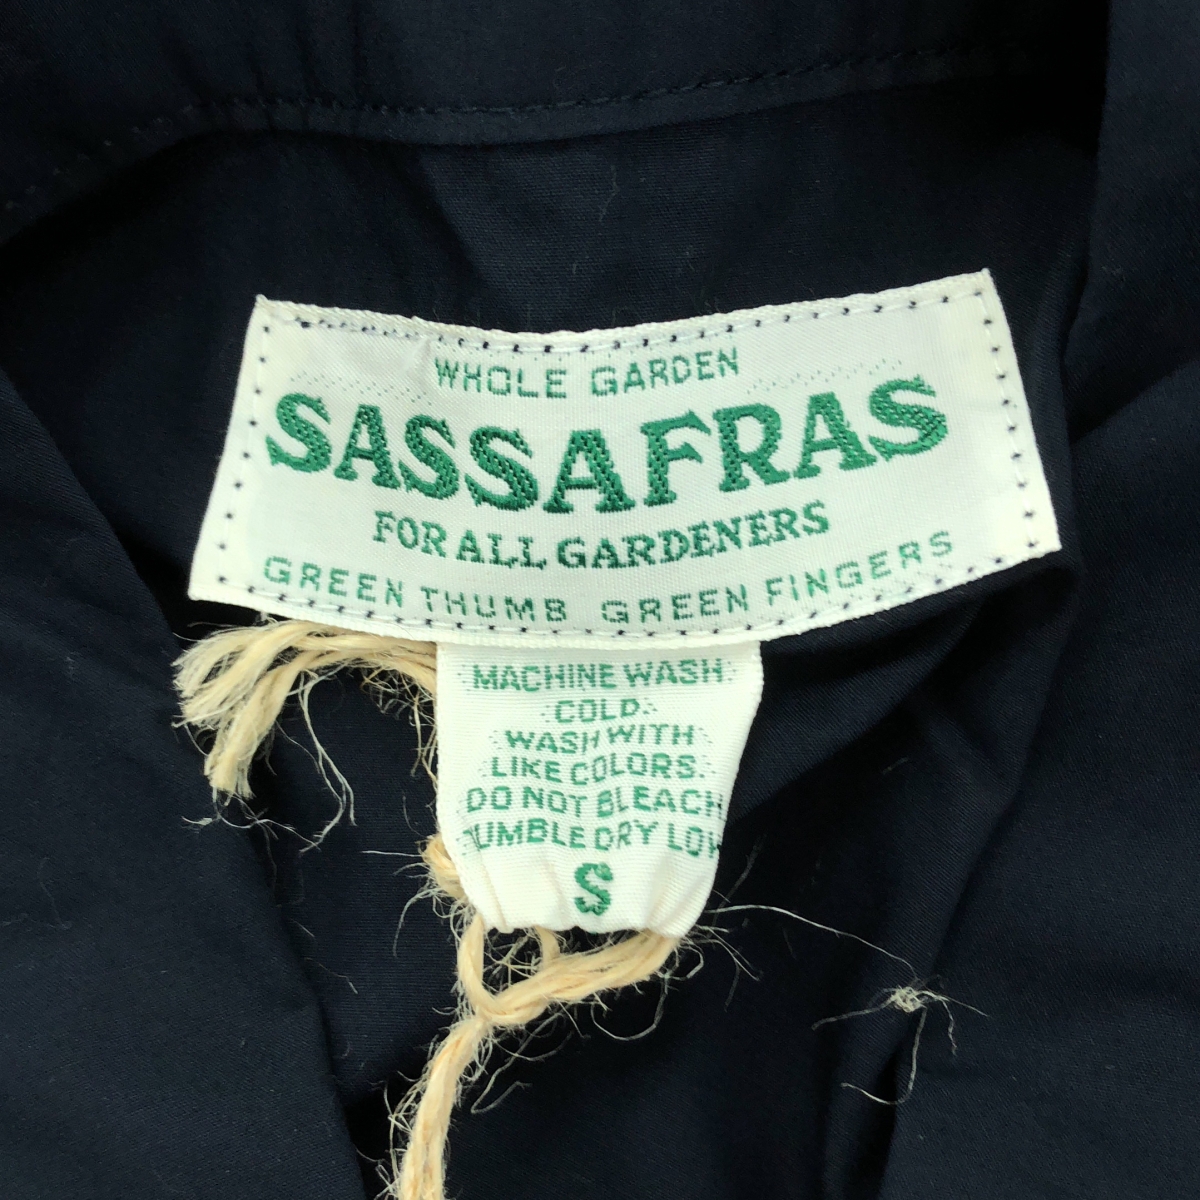 WHOLE GARDEN
SASSAFRAS
FOR ALL GARDENERS
GREEN THUMB GREEN FINGERS
MACHINE WASH
COLD.
WASH WITH
LIKE COLORS.
DO NOT BLEACH
TUMBLE DRY LOW
S